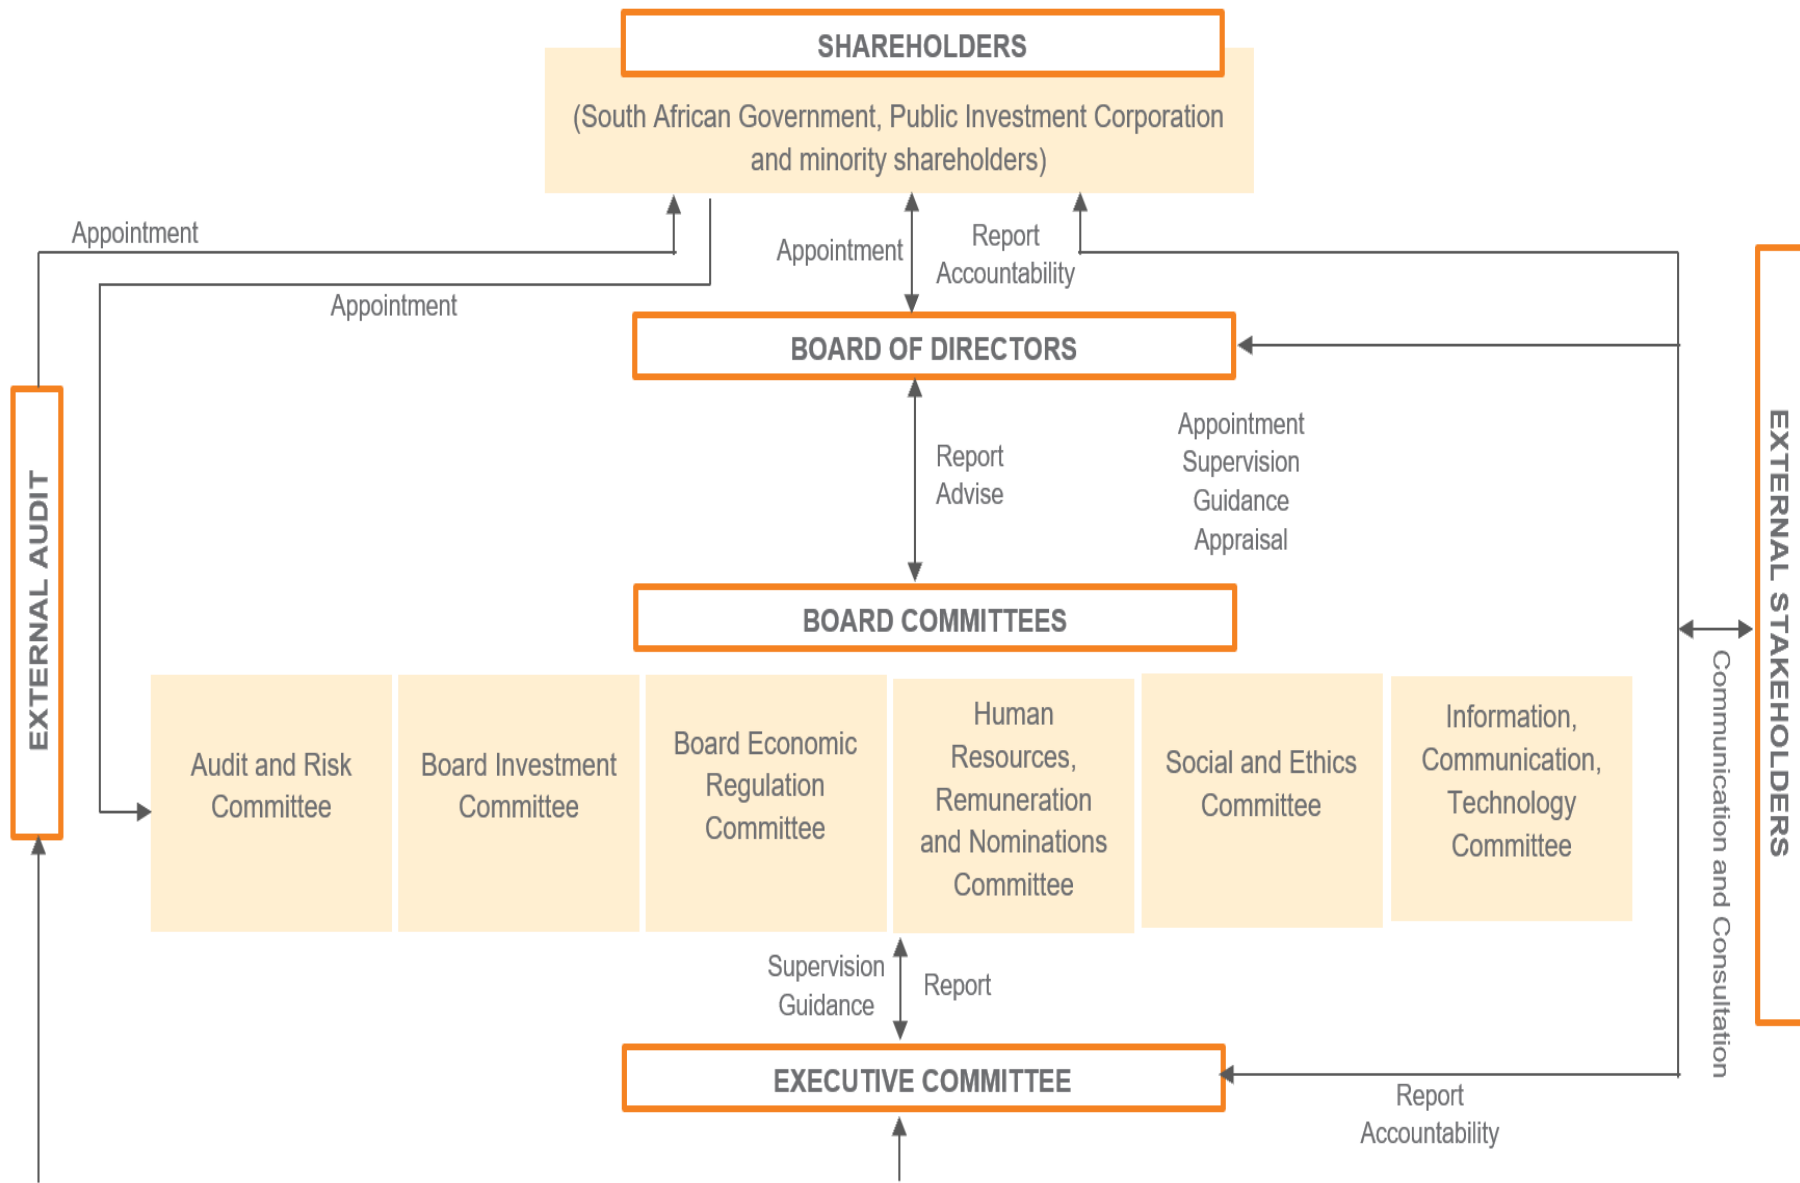 SHAREHOLDERS
(South African Government, Public Investment Corporation
and minority shareholders)
Appointment
Appointment
Appointment
Report
Accountability
BOARD OF DIRECTORS
Report
Advise
Appointment
Supervision
Guidance
Appraisal
EXTERNAL AUDIT
EXTERNAL STAKEHOLDERS
Communication and Consultation
BOARD COMMITTEES
Audit and Risk
Committee
Board Investment
Committee
Board Economic
Regulation
Committee
Human
Resources,
Remuneration
and Nominations
Committee
Social and Ethics
Committee
Information,
Communication,
Technology
Committee
Supervision
Guidance
Report
EXECUTIVE COMMITTEE
Report
Accountability